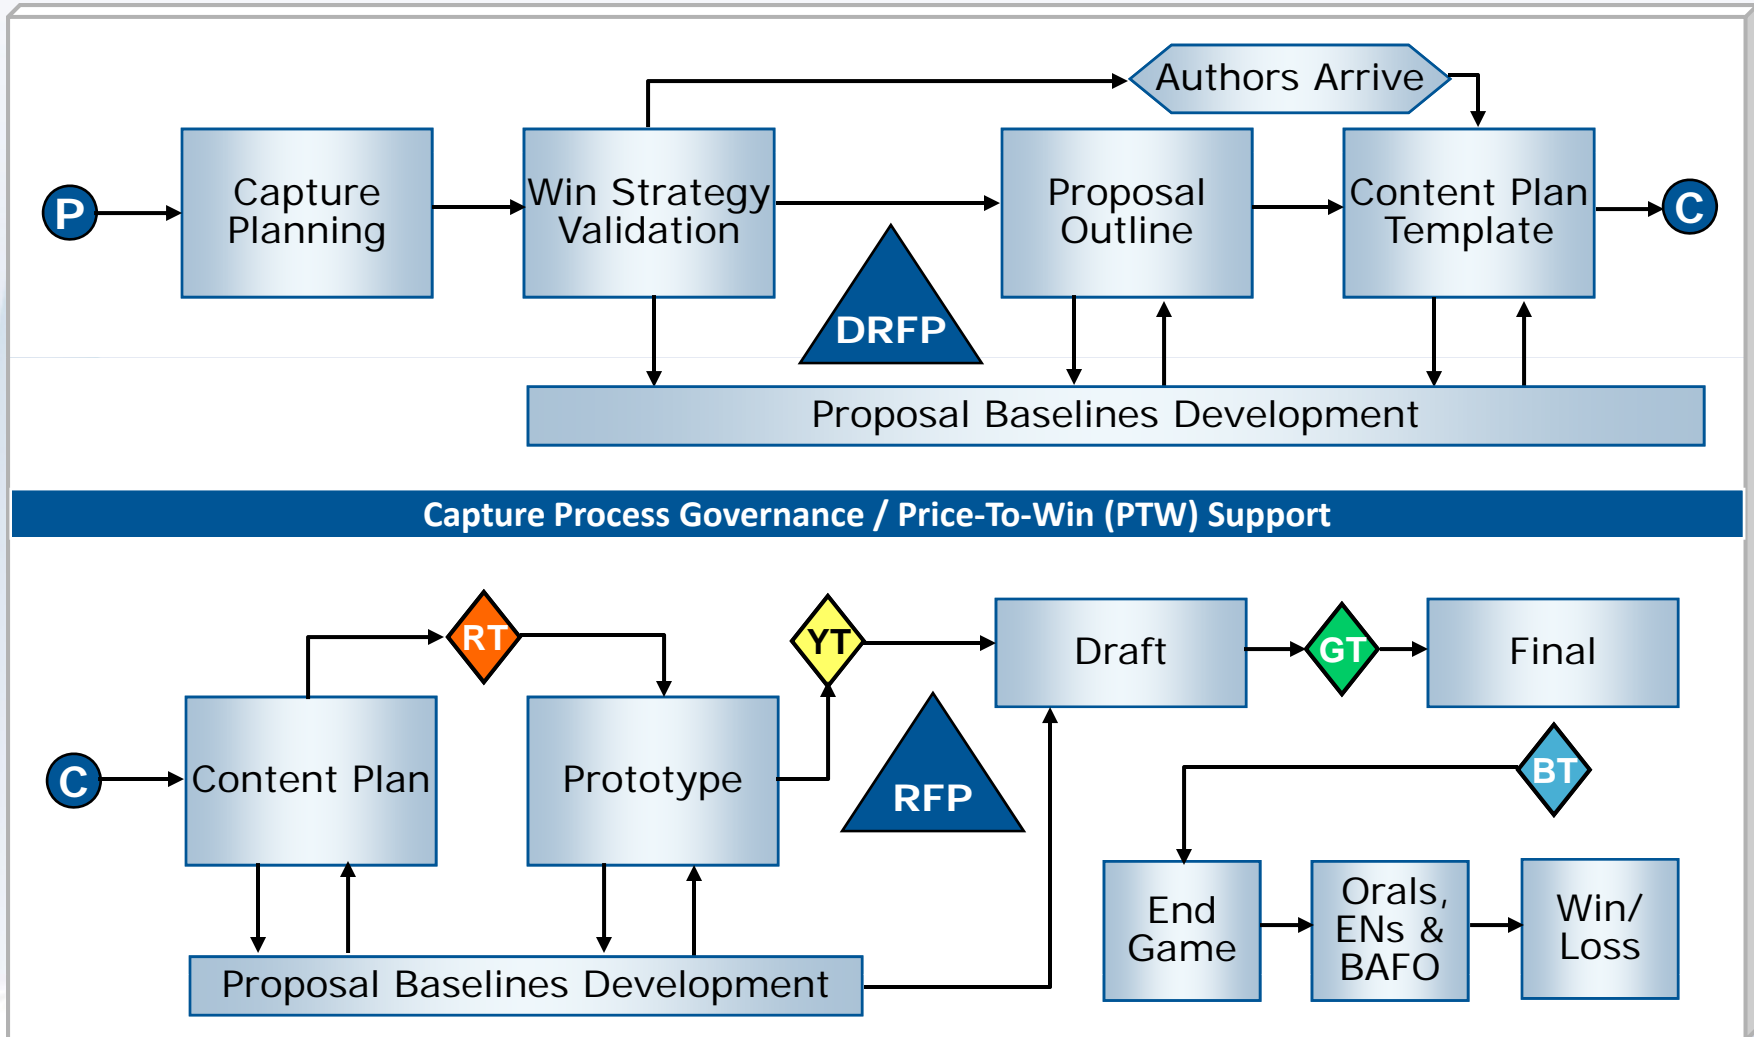 Authors Arrive
P
Capture
Planning
Win Strategy
Validation
Proposal
Outline
Content Plan
Template
C
DRFP
Proposal Baselines Development
Capture Process Governance / Price-To-Win (PTW) Support
RT
YT
Draft
GT
Final
C
Content Plan
Prototype
RFP
BT
End
Game
Orals,
ENs &
BAFO
Win/
Loss
Proposal Baselines Development